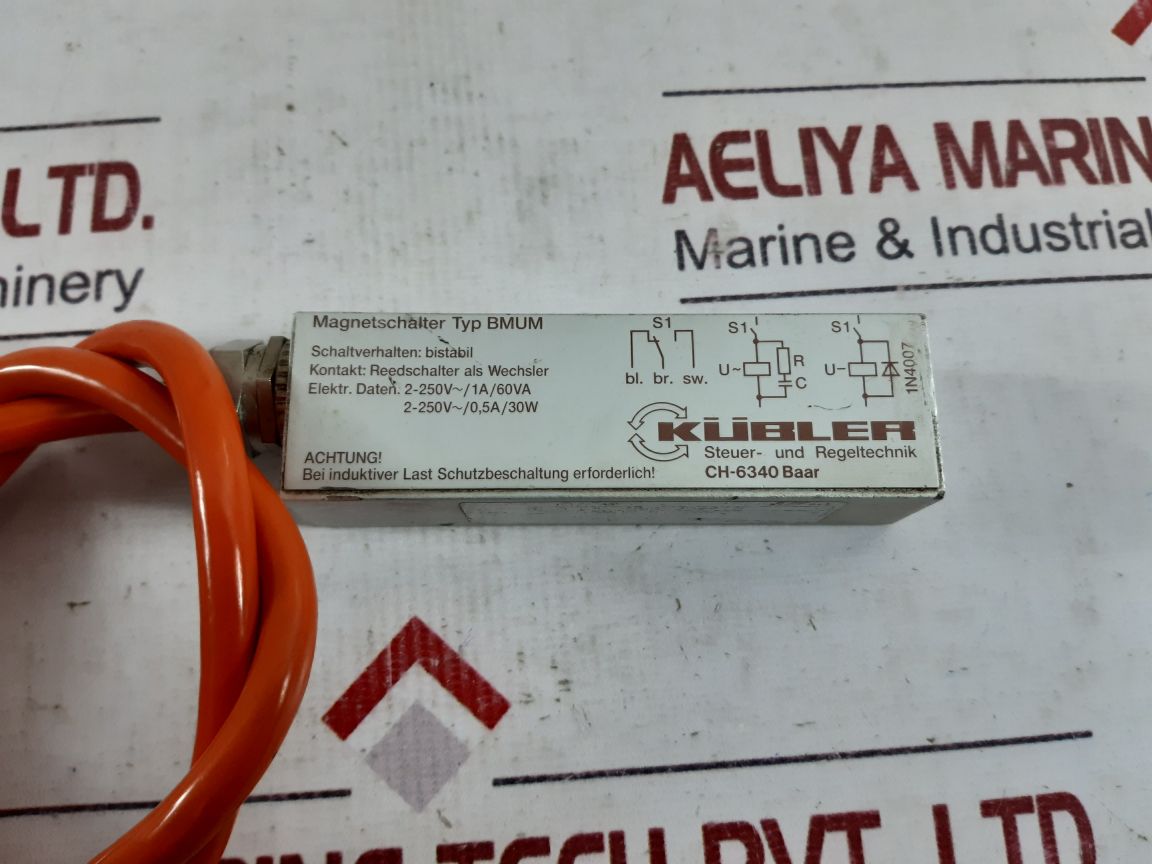 LTD.
AELIYA MARIN
Marine & Industrial
Magnetschalter Typ BMUM
Schaltverhalten: bistabil
Kontakt: Reedschalter als Wechsler
Elektr. Daten: 2-250V~/1A/60VA
2-250V~/0,5A/30W
ACHTUNG!
Bei induktiver Last Schutzbeschaltung erforderlich!
S1
bl. br. sw.
S1
U~
R
C
S1
U-
1N4007
KÜBLER
Steuer- und Regeltechnik
CH-6340 Baar
TECH PVT. LTD